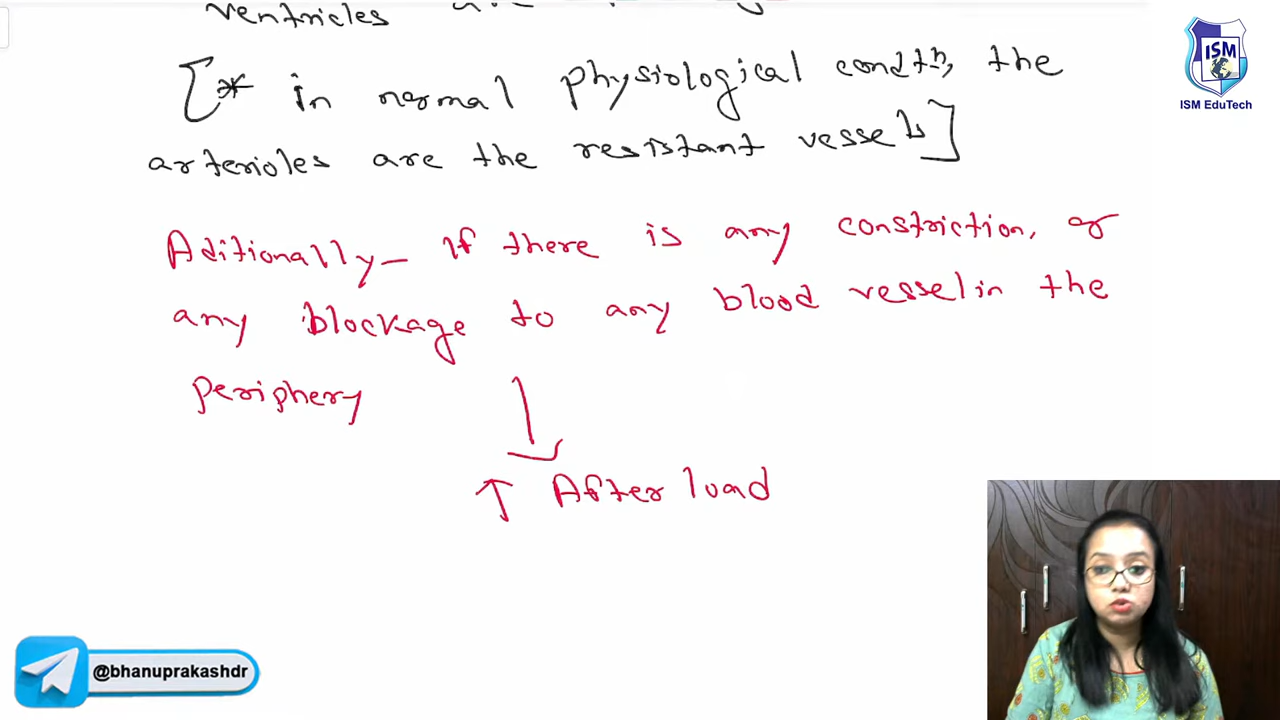 ventricles
[* in normal physiological condtn, the
arterioles are the resistant vessels]
Aditionally - If there is any constriction, or
any blockage to any blood vessel in the
periphery
↑ After load
ISM
ISM EduTech
@bhanuprakashdr